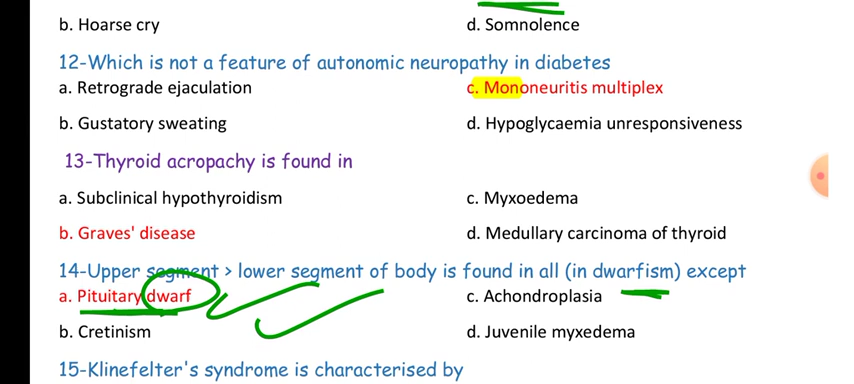 b. Hoarse cry d. Somnolence
12-Which is not a feature of autonomic neuropathy in diabetes
a. Retrograde ejaculation c. Mononeuritis multiplex
b. Gustatory sweating d. Hypoglycaemia unresponsiveness
13-Thyroid acropachy is found in
a. Subclinical hypothyroidism c. Myxoedema
b. Graves' disease d. Medullary carcinoma of thyroid
14-Upper segment > lower segment of body is found in all (in dwarfism) except
a. Pituitary dwarf c. Achondroplasia
b. Cretinism d. Juvenile myxedema
15-Klinefelter's syndrome is characterised by